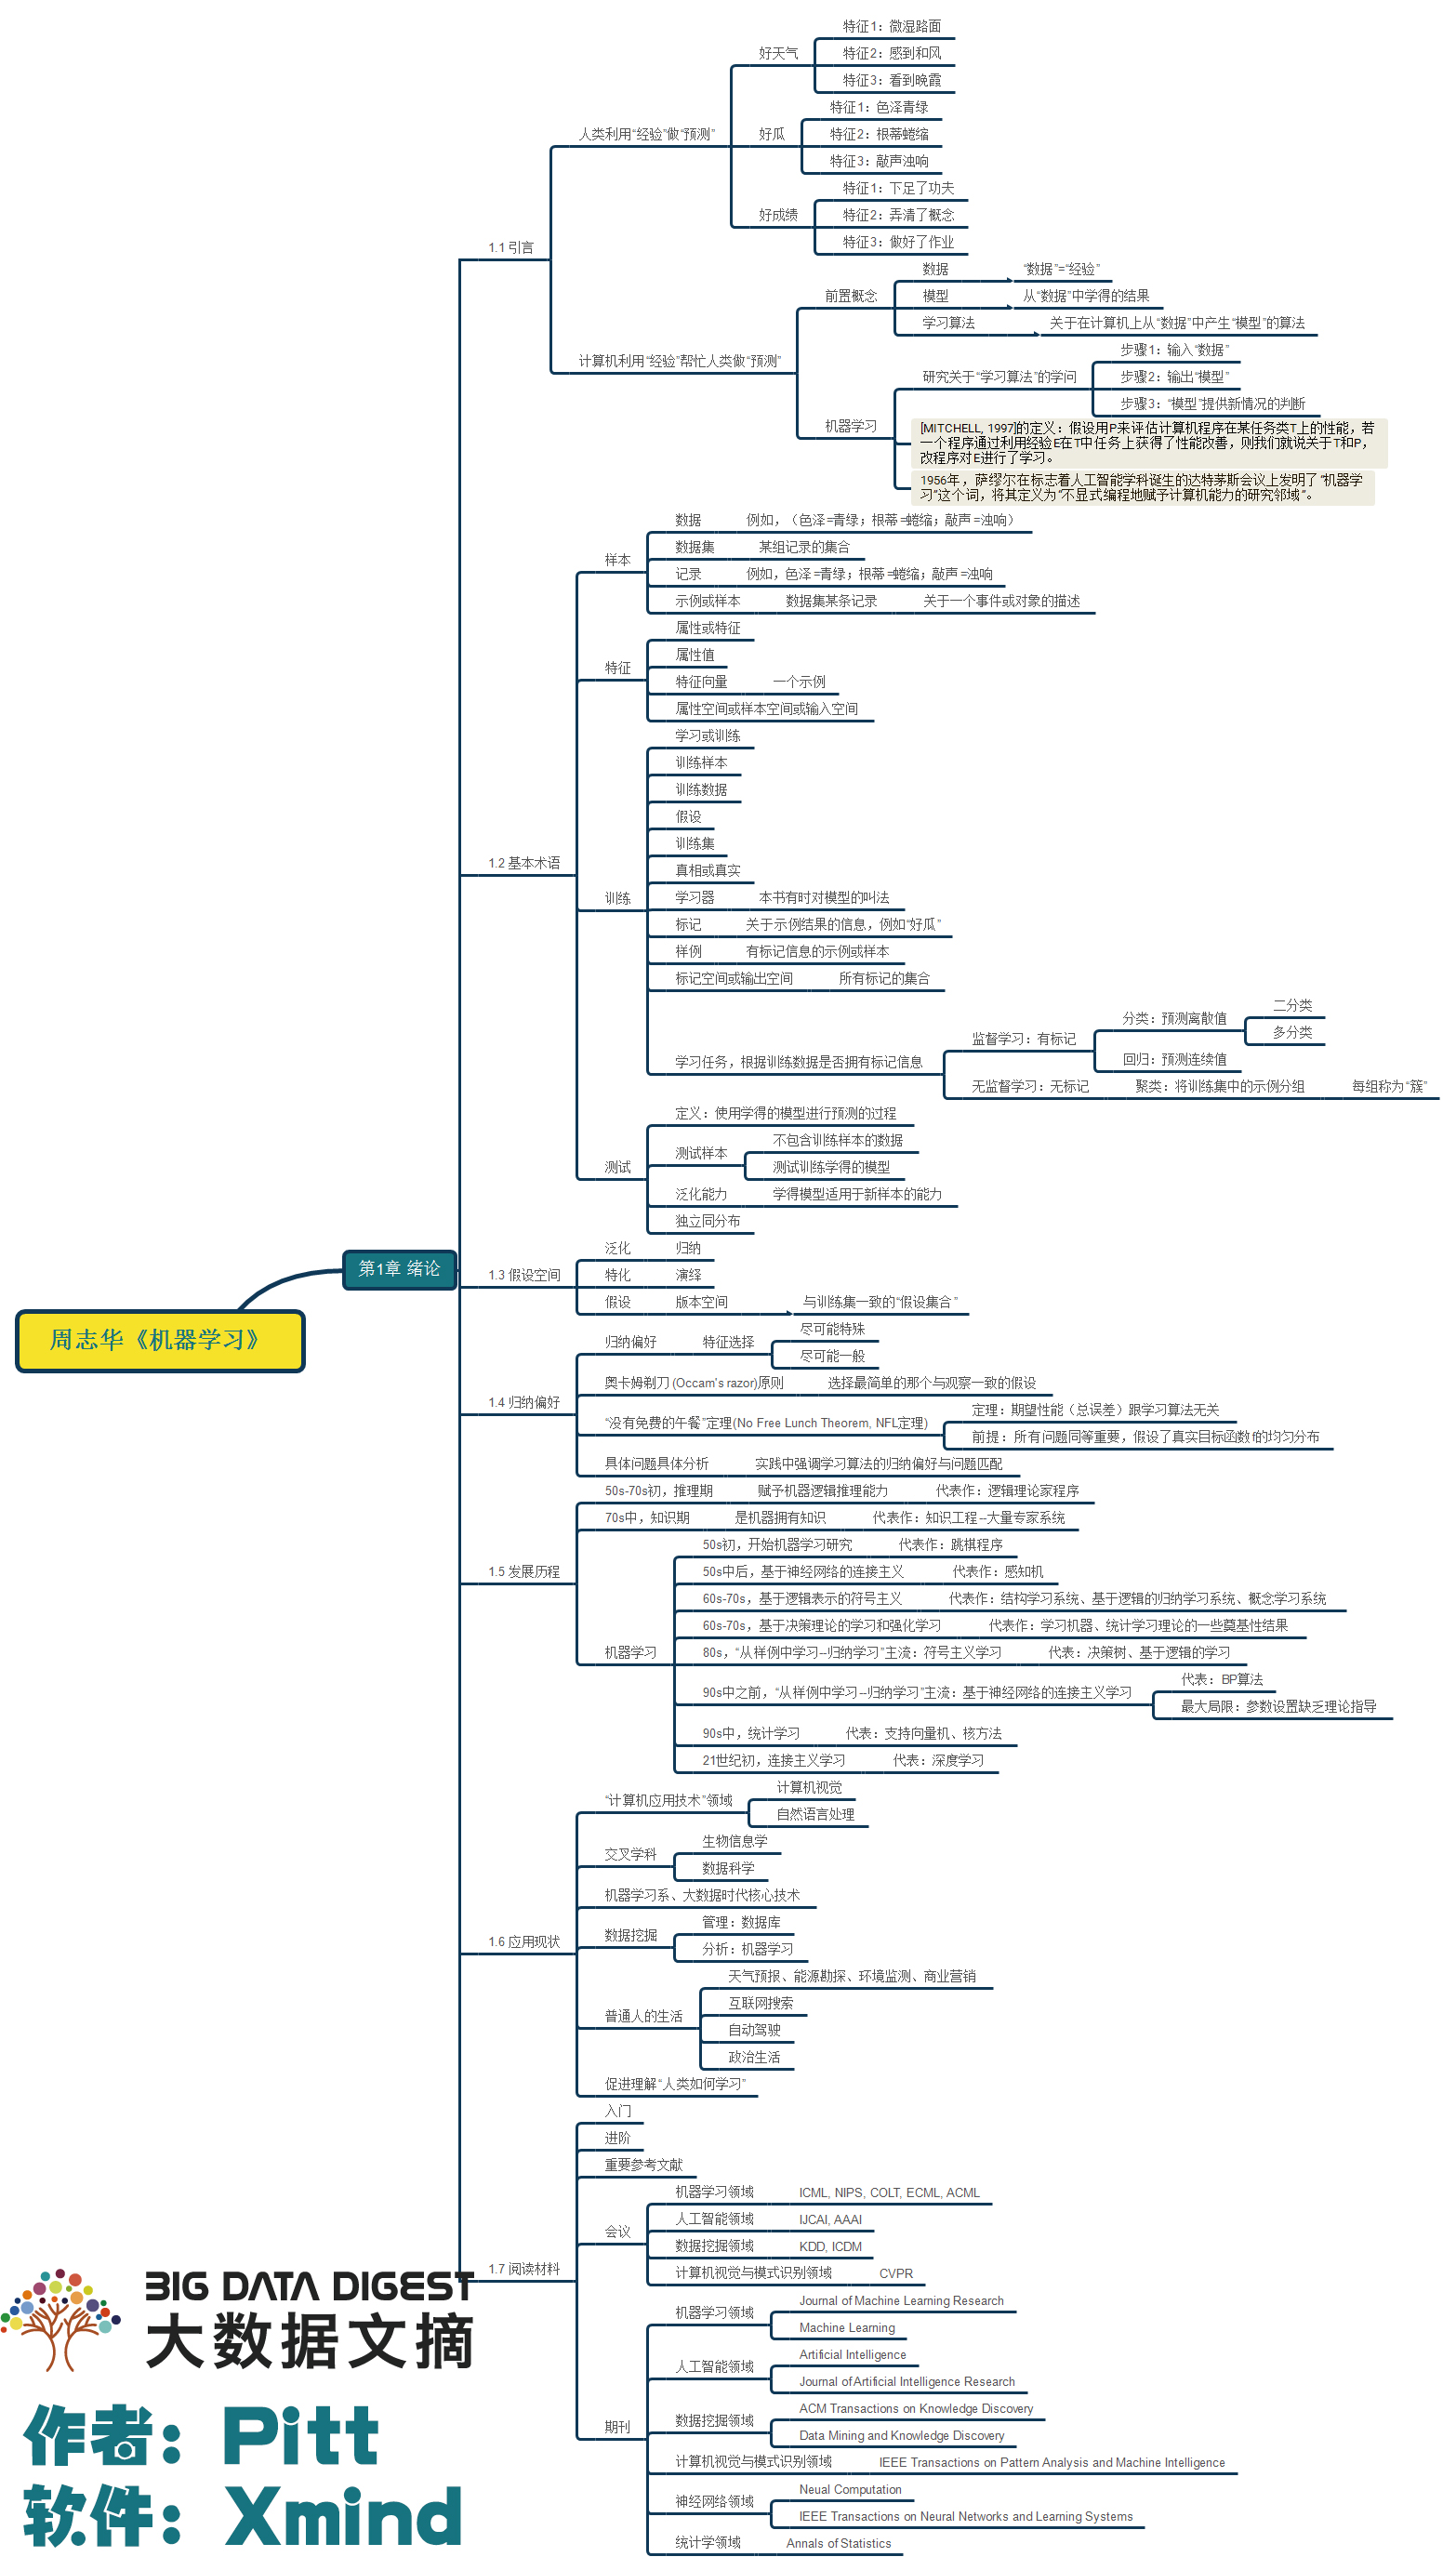 周志华《机器学习》
第1章 绪论
1.1 引言
人类利用“经验”做“预测”
好天气
特征1：微湿路面
特征2：感到和风
特征3：看到晚霞
好瓜
特征1：色泽青绿
特征2：根蒂蜷缩
特征3：敲声浊响
好成绩
特征1：下足了功夫
特征2：弄清了概念
特征3：做好了作业
计算机利用“经验”帮忙人类做“预测”
前置概念
数据
“数据”=“经验”
模型
从“数据”中学得的结果
学习算法
关于在计算机上从“数据”中产生“模型”的算法
机器学习
研究关于“学习算法”的学问
步骤1：输入“数据”
步骤2：输出“模型”
步骤3：“模型”提供新情况的判断
[MITCHELL, 1997]的定义：假设用P来评估计算机程序在某任务类T上的性能，若
一个程序通过利用经验E在T中任务上获得了性能改善，则我们就说关于T和P，
改程序对E进行了学习。
1956年，萨缪尔在标志着人工智能学科诞生的达特茅斯会议上发明了“机器学
习”这个词，将其定义为“不显式编程地赋予计算机能力的研究邻域”。
1.2 基本术语
样本
数据
例如，（色泽=青绿；根蒂=蜷缩；敲声=浊响）
数据集
某组记录的集合
记录
例如，色泽=青绿；根蒂=蜷缩；敲声=浊响
示例或样本
数据集某条记录
关于一个事件或对象的描述
特征
属性或特征
属性值
特征向量
一个示例
属性空间或样本空间或输入空间
训练
学习或训练
训练样本
训练数据
假设
训练集
真相或真实
学习器
本书有时对模型的叫法
标记
关于示例结果的信息，例如“好瓜”
样例
有标记信息的示例或样本
标记空间或输出空间
所有标记的集合
学习任务，根据训练数据是否拥有标记信息
监督学习：有标记
分类：预测离散值
二分类
多分类
回归：预测连续值
无监督学习：无标记
聚类：将训练集中的示例分组
每组称为“簇”
测试
定义：使用学得的模型进行预测的过程
测试样本
不包含训练样本的数据
测试训练学得的模型
泛化能力
学得模型适用于新样本的能力
独立同分布
1.3 假设空间
泛化
归纳
特化
演绎
假设
版本空间
与训练集一致的“假设集合”
1.4 归纳偏好
归纳偏好
特征选择
尽可能特殊
尽可能一般
奥卡姆剃刀 (Occam's razor)原则
选择最简单的那个与观察一致的假设
“没有免费的午餐”定理(No Free Lunch Theorem, NFL定理)
定理：期望性能（总误差）跟学习算法无关
前提：所有问题同等重要，假设了真实目标函数f的均匀分布
具体问题具体分析
实践中强调学习算法的归纳偏好与问题匹配
1.5 发展历程
50s-70s初，推理期
赋予机器逻辑推理能力
代表作：逻辑理论家程序
70s中，知识期
是机器拥有知识
代表作：知识工程--大量专家系统
机器学习
50s初，开始机器学习研究
代表作：跳棋程序
50s中后，基于神经网络的连接主义
代表作：感知机
60s-70s，基于逻辑表示的符号主义
代表作：结构学习系统、基于逻辑的归纳学习系统、概念学习系统
60s-70s，基于决策理论的学习和强化学习
代表作：学习机器、统计学习理论的一些奠基性结果
80s，“从样例中学习--归纳学习”主流：符号主义学习
代表：决策树、基于逻辑的学习
90s中之前，“从样例中学习--归纳学习”主流：基于神经网络的连接主义学习
代表：BP算法
最大局限：参数设置缺乏理论指导
90s中，统计学习
代表：支持向量机、核方法
21世纪初，连接主义学习
代表：深度学习
1.6 应用现状
“计算机应用技术”领域
计算机视觉
自然语言处理
交叉学科
生物信息学
数据科学
机器学习系、大数据时代核心技术
数据挖掘
管理：数据库
分析：机器学习
普通人的生活
天气预报、能源勘探、环境监测、商业营销
互联网搜索
自动驾驶
政治生活
促进理解“人类如何学习”
1.7 阅读材料
入门
进阶
重要参考文献
会议
机器学习领域
ICML, NIPS, COLT, ECML, ACML
人工智能领域
IJCAI, AAAI
数据挖掘领域
KDD, ICDM
计算机视觉与模式识别领域
CVPR
期刊
机器学习领域
Journal of Machine Learning Research
Machine Learning
人工智能领域
Artificial Intelligence
Journal of Artificial Intelligence Research
数据挖掘领域
ACM Transactions on Knowledge Discovery
Data Mining and Knowledge Discovery
计算机视觉与模式识别领域
IEEE Transactions on Pattern Analysis and Machine Intelligence
神经网络领域
Neual Computation
IEEE Transactions on Neural Networks and Learning Systems
统计学领域
Annals of Statistics
BIG DATA DIGEST
大数据文摘
作者：Pitt
软件：Xmind